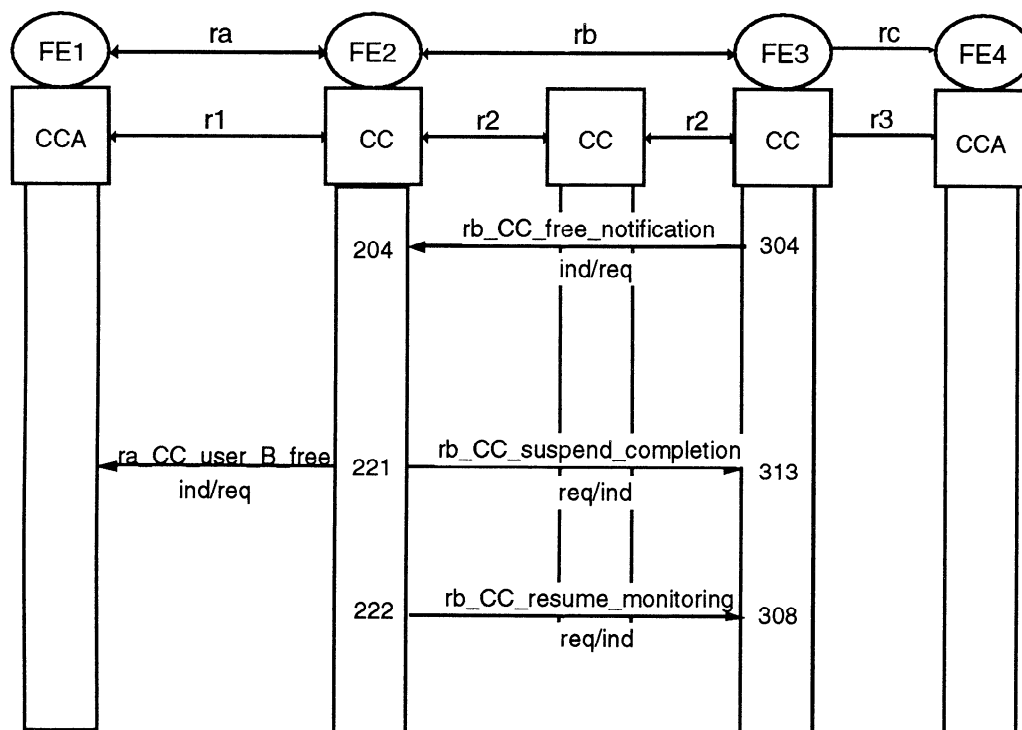 FE1 ra FE2 rb FE3 rc FE4
CCA r1 CC r2 CC r2 CC r3 CCA
rb_CC_free_notification
204 304
ind/req
ra_CC_user_B_free 221 rb_CC_suspend_completion 313
ind/req req/ind
222 rb_CC_resume_monitoring 308
req/ind